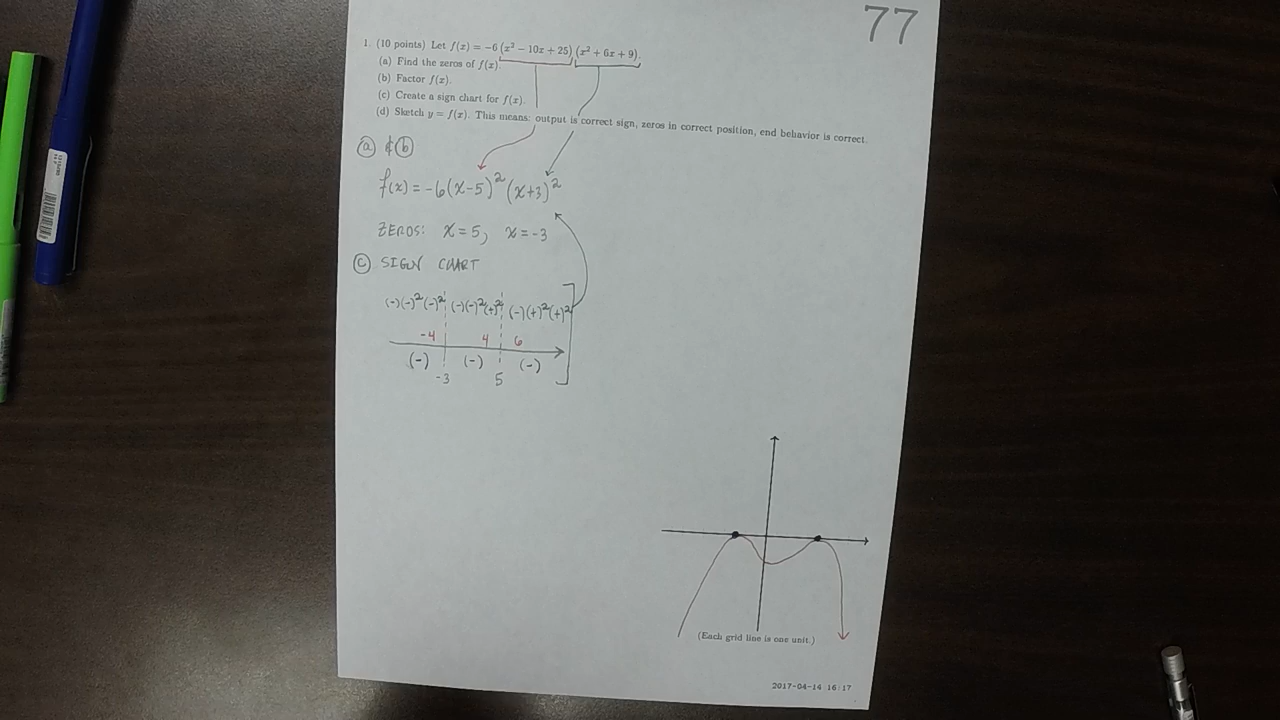 77
1. (10 points) Let f(x) = −6 (x² − 10x + 25) (x² + 6x + 9).
(a) Find the zeros of f(x).
(b) Factor f(x).
(c) Create a sign chart for f(x).
(d) Sketch y = f(x). This means: output is correct sign, zeros in correct position, end behavior is correct.
ⓐ & ⓑ
f(x) = -6(x-5)² (x+3)²
ZEROS: x = 5, x = -3
ⓒ SIGN CHART
(-)(-)²(-)² (-)(-)²(+)² (-)(+)²(+)²
-4 4 6
(-) (-) (-)
-3 5
(Each grid line is one unit.)
2017-04-14 16:17